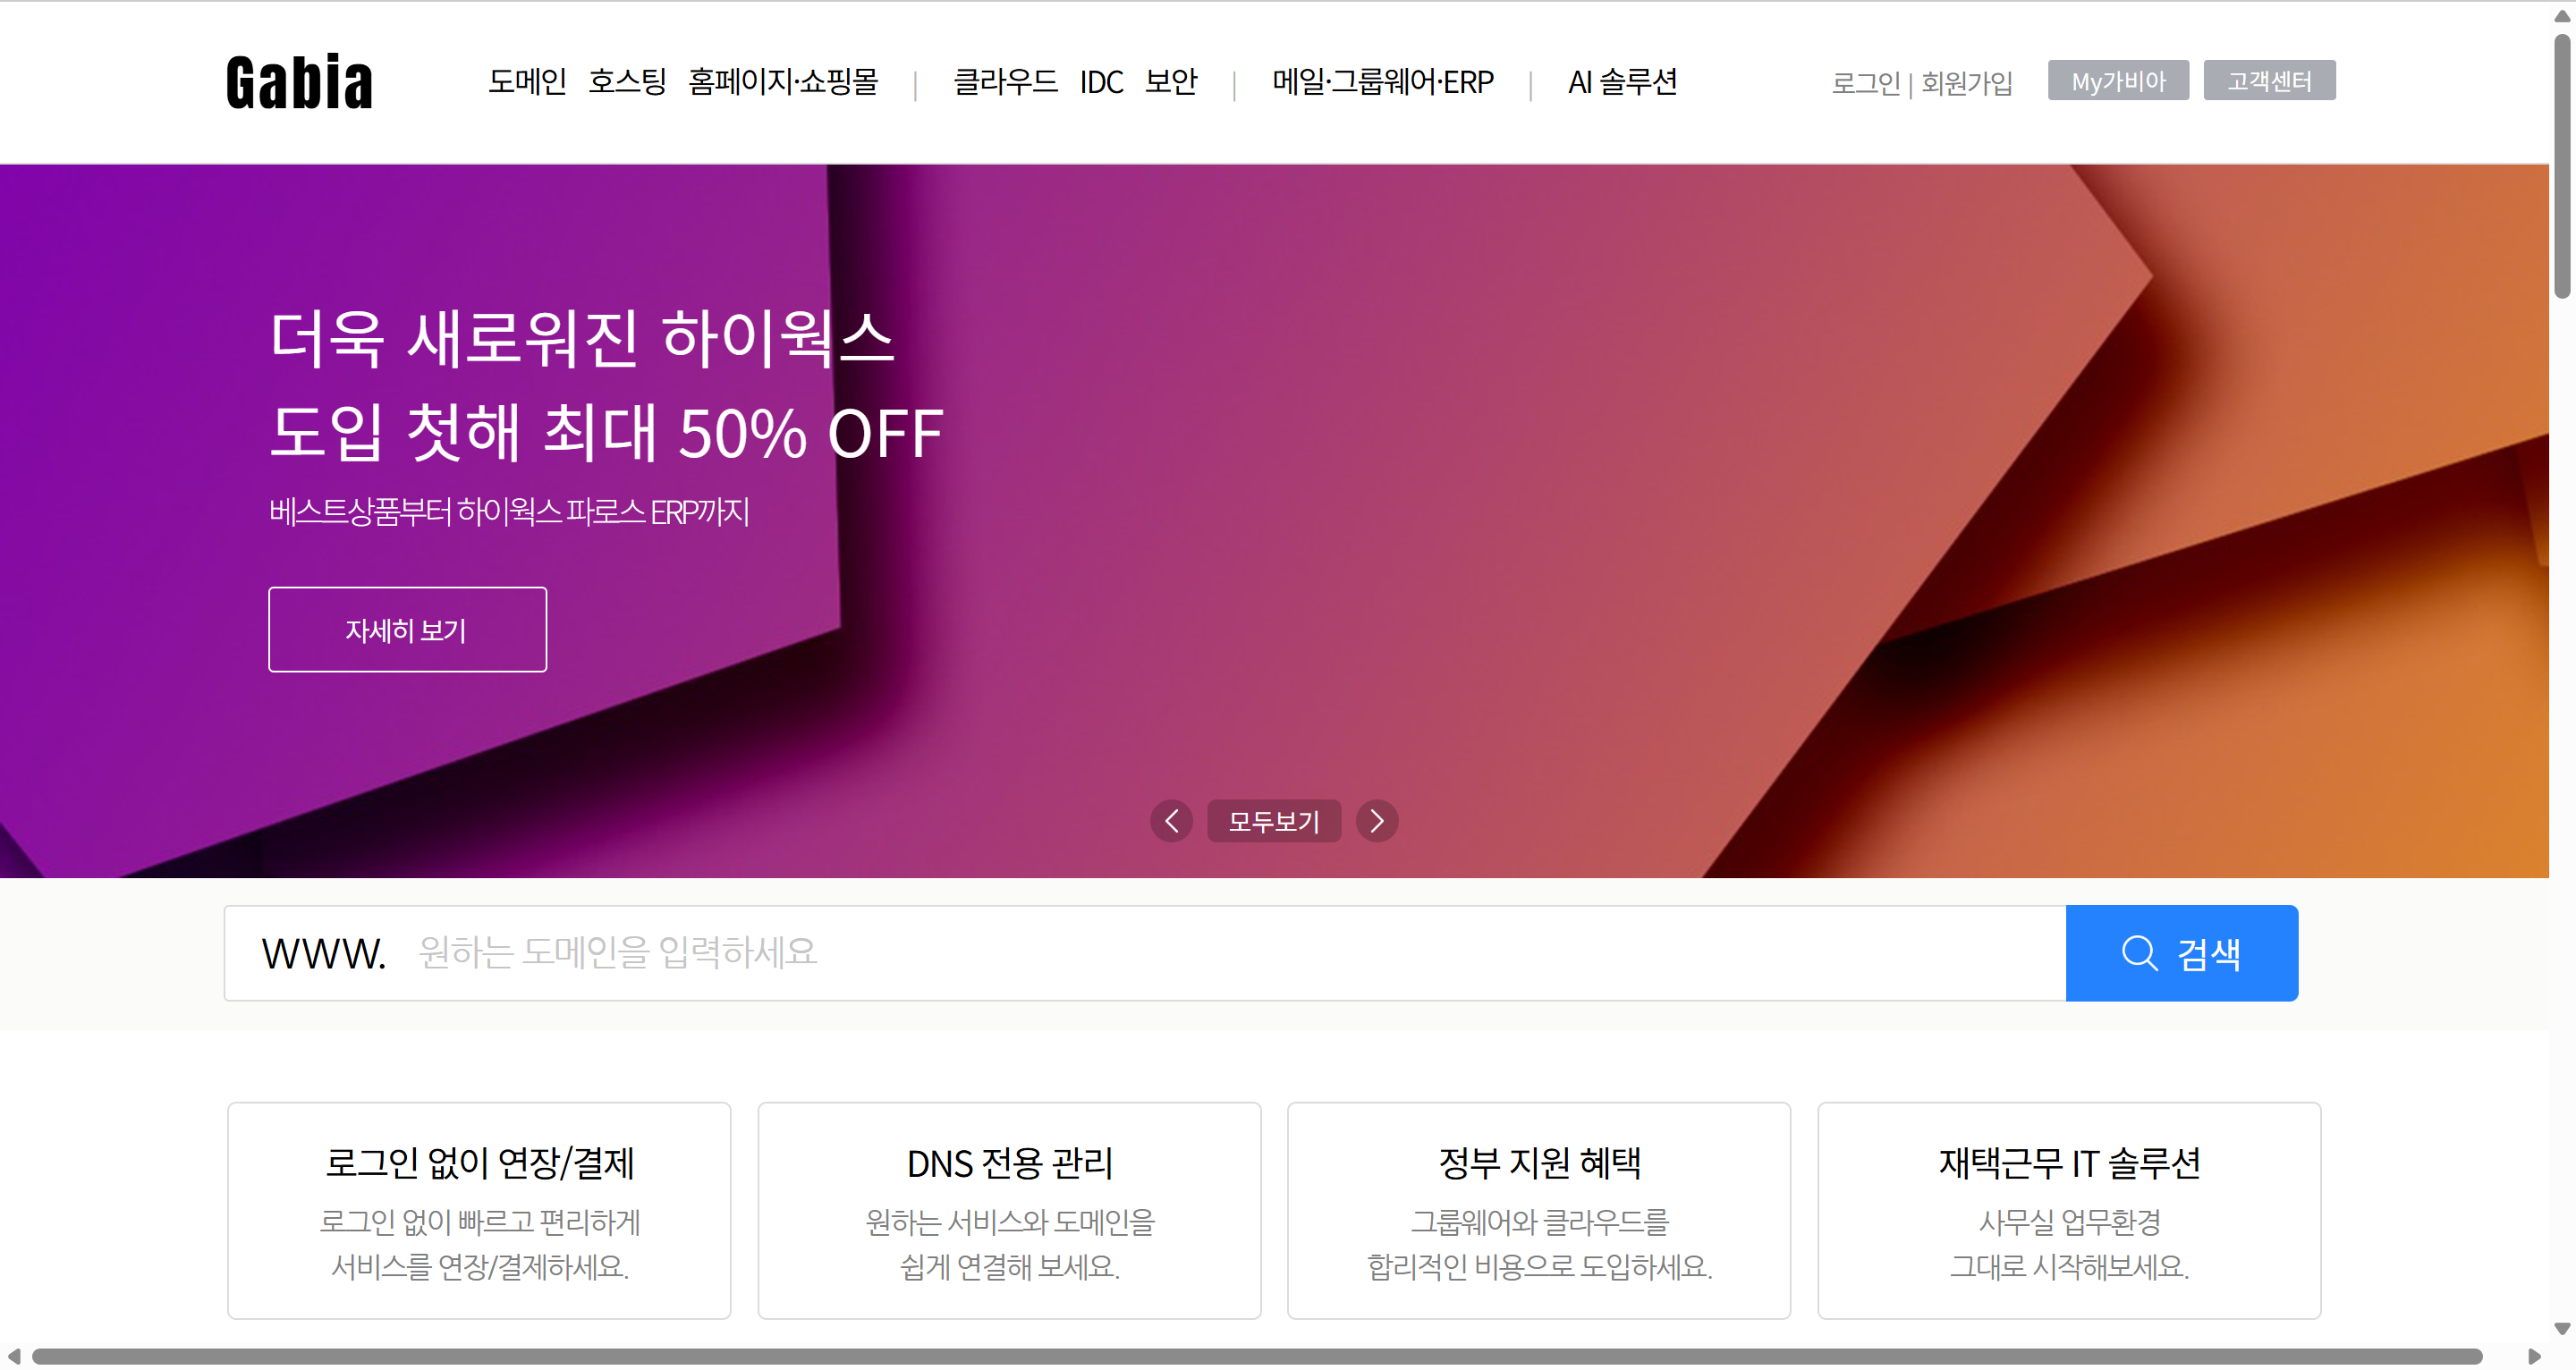 Gabia
도메인 호스팅 홈페이지·쇼핑몰 | 클라우드 IDC 보안 | 메일·그룹웨어·ERP | AI 솔루션
로그인 | 회원가입 My가비아 고객센터
더욱 새로워진 하이웍스
도입 첫해 최대 50% OFF
베스트상품부터 하이웍스 파로스 ERP까지
자세히 보기
모두보기
WWW. 원하는 도메인을 입력하세요 검색
로그인 없이 연장/결제
로그인 없이 빠르고 편리하게
서비스를 연장/결제하세요.
DNS 전용 관리
원하는 서비스와 도메인을
쉽게 연결해 보세요.
정부 지원 혜택
그룹웨어와 클라우드를
합리적인 비용으로 도입하세요.
재택근무 IT 솔루션
사무실 업무환경
그대로 시작해보세요.